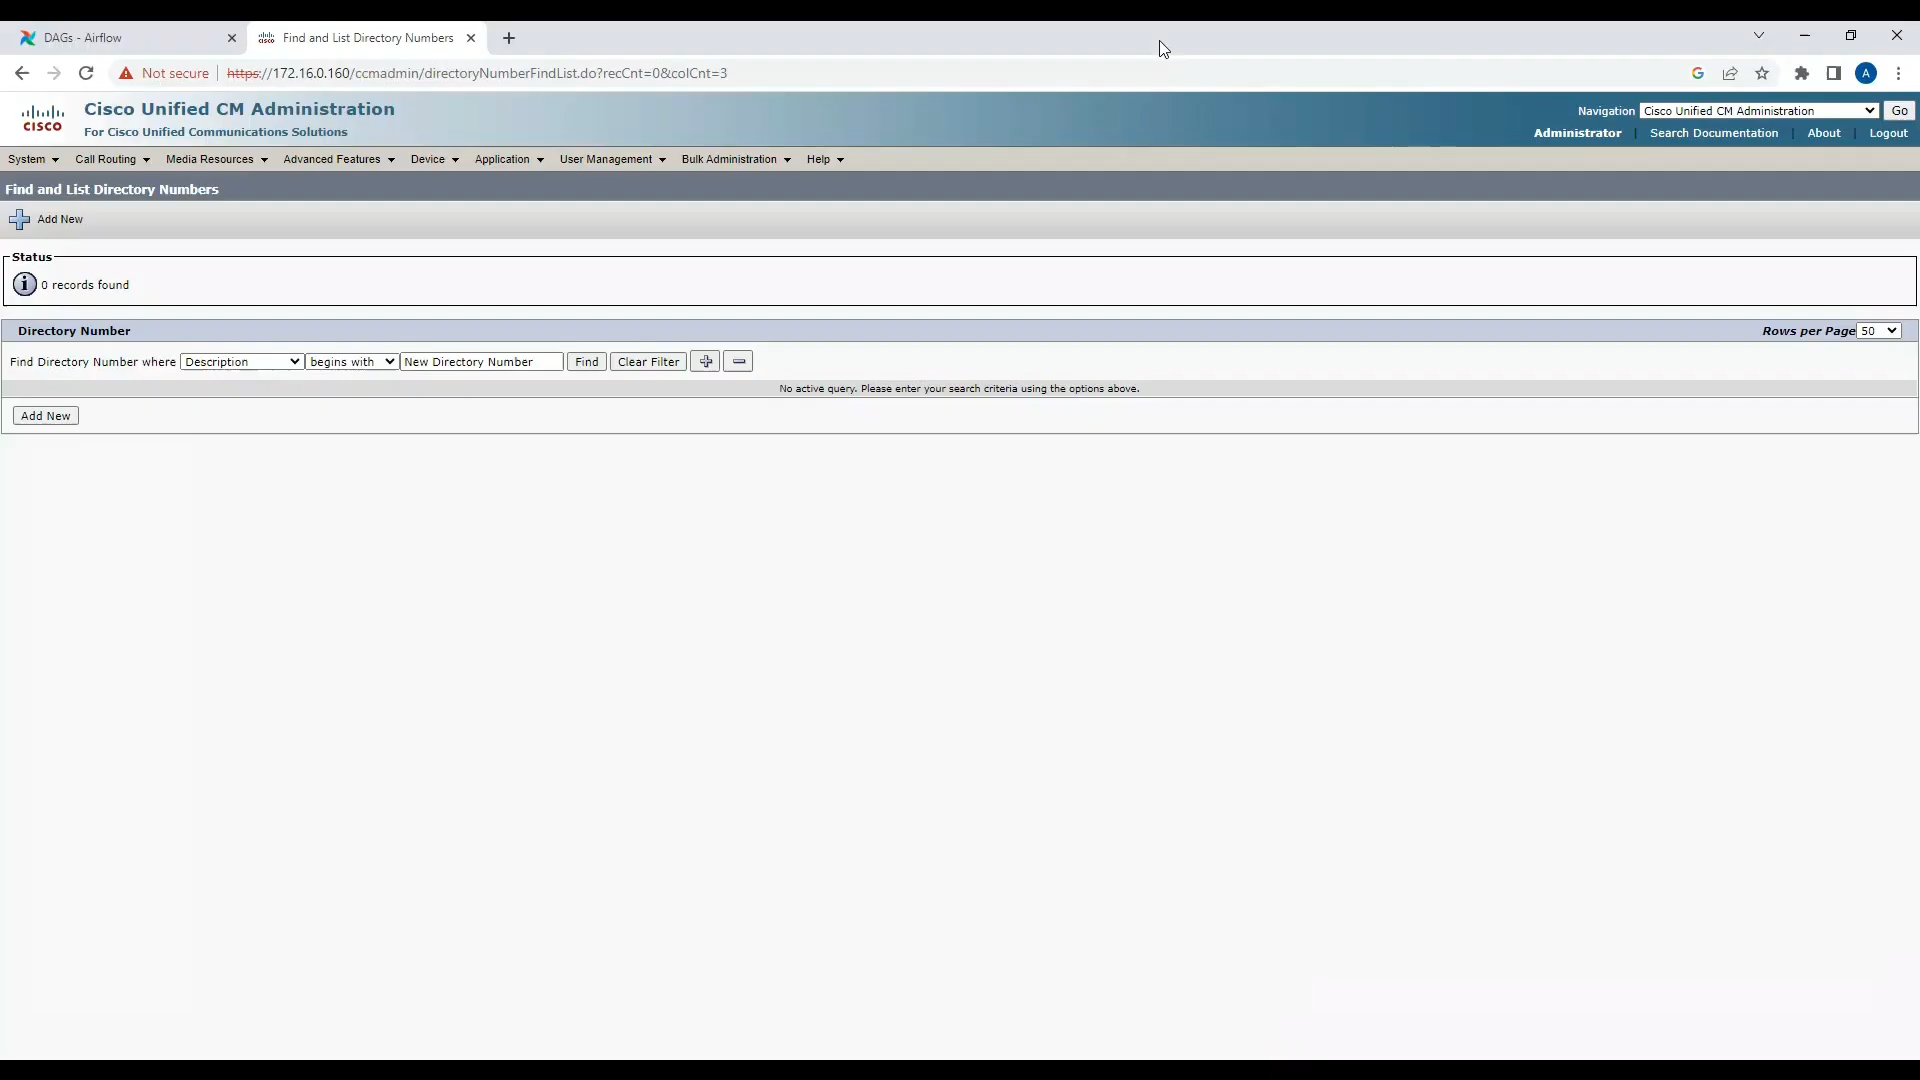 DAGs - Airflow
Find and List Directory Numbers
Not secure
https://172.16.0.160/ccmadmin/directoryNumberFindList.do?recCnt=0&colCnt=3
G
A
CISCO
Cisco Unified CM Administration
For Cisco Unified Communications Solutions
Navigation Cisco Unified CM Administration Go
Administrator | Search Documentation | About | Logout
System Call Routing Media Resources Advanced Features Device Application User Management Bulk Administration Help
Find and List Directory Numbers
Add New
Status
0 records found
Directory Number Rows per Page 50
Find Directory Number where Description begins with New Directory Number Find Clear Filter
No active query. Please enter your search criteria using the options above.
Add New